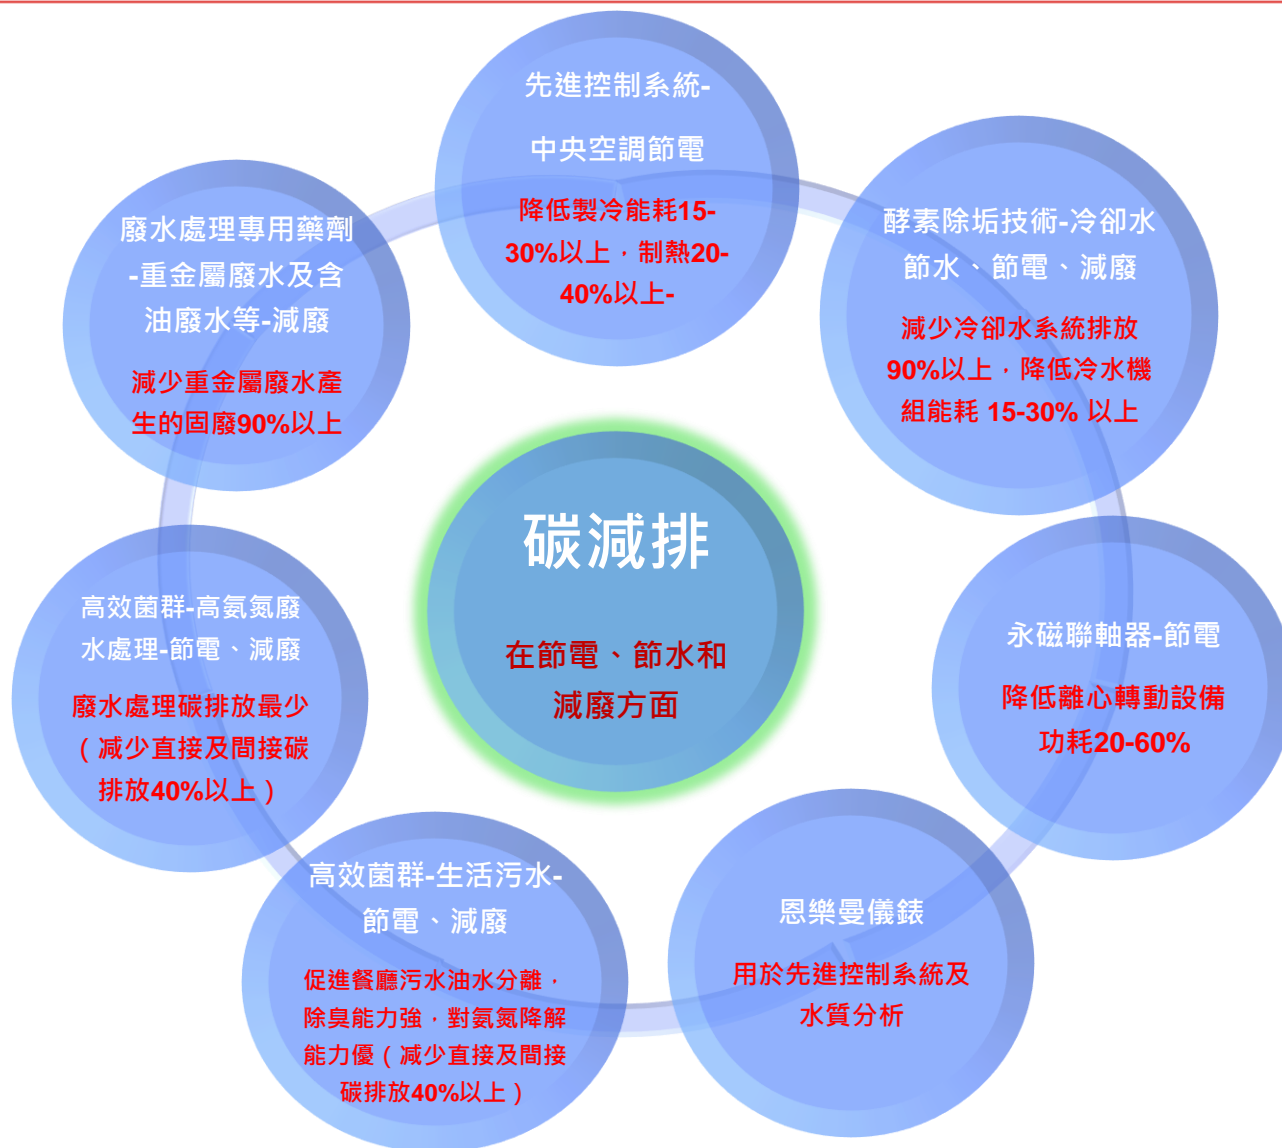 先進控制系統-
中央空調節電
降低製冷能耗15-
30%以上，制熱20-
40%以上-
酵素除垢技術-冷卻水
節水、節電、減廢
減少冷卻水系統排放
90%以上，降低冷水機
組能耗 15-30% 以上
永磁聯軸器-節電
降低離心轉動設備
功耗20-60%
恩樂曼儀錶
用於先進控制系統及
水質分析
高效菌群-生活污水-
節電、減廢
促進餐廳污水油水分離，
除臭能力強，對氨氮降解
能力優（减少直接及間接
碳排放40%以上）
高效菌群-高氨氮廢
水處理-節電、減廢
廢水處理碳排放最少
（减少直接及間接碳
排放40%以上）
廢水處理專用藥劑
-重金屬廢水及含
油廢水等-減廢
減少重金屬廢水產
生的固廢90%以上
碳減排
在節電、節水和
減廢方面